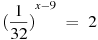 (1/32)^{x-9} = 2